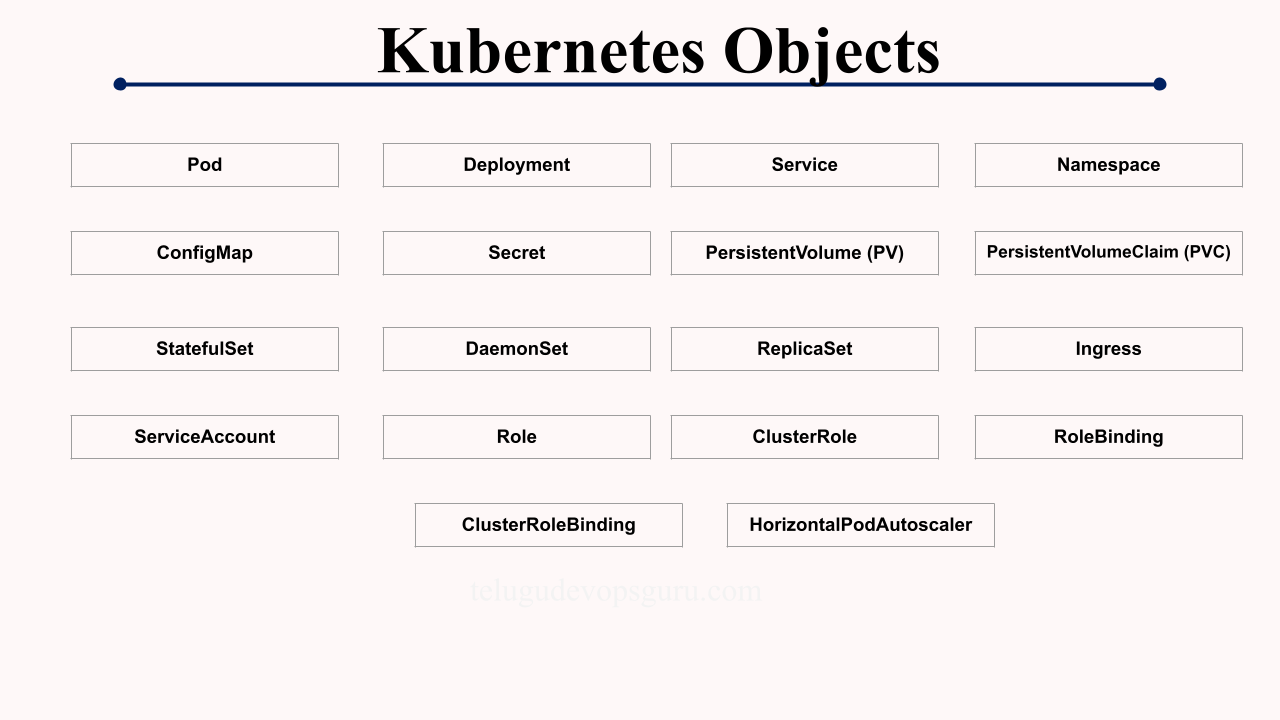 Kubernetes Objects
Pod
Deployment
Service
Namespace
ConfigMap
Secret
PersistentVolume (PV)
PersistentVolumeClaim (PVC)
StatefulSet
DaemonSet
ReplicaSet
Ingress
ServiceAccount
Role
ClusterRole
RoleBinding
ClusterRoleBinding
HorizontalPodAutoscaler
telugudevopsguru.com